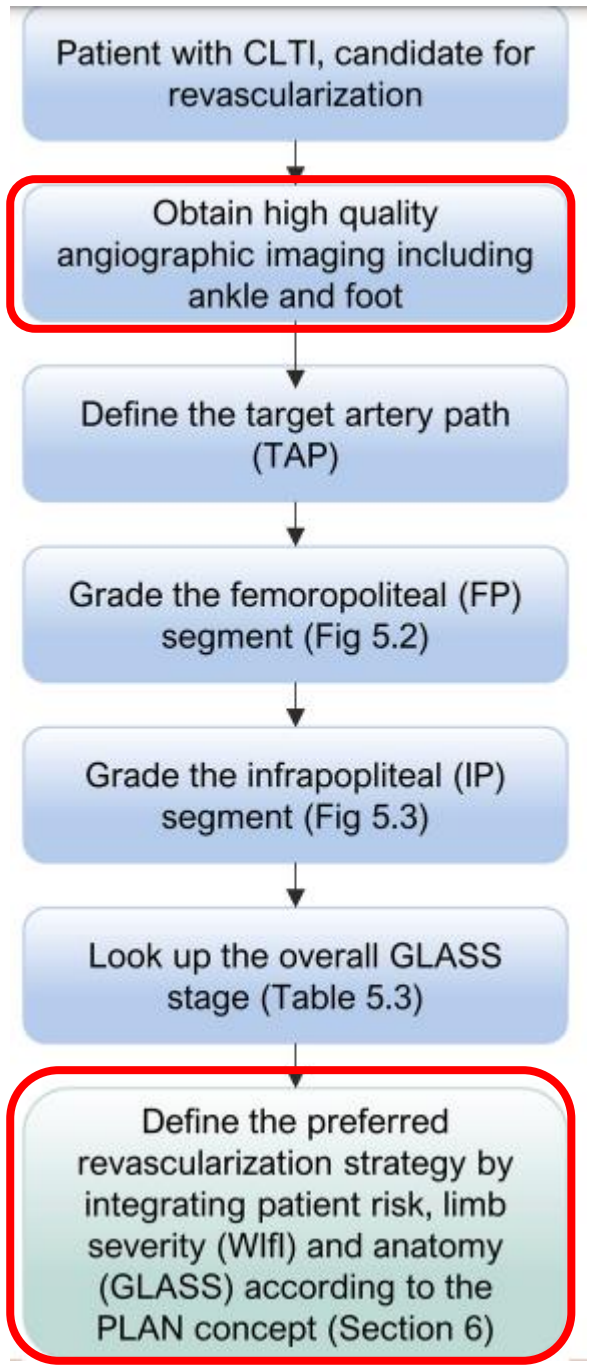 Patient with CLTI, candidate for
revascularization
Obtain high quality
angiographic imaging including
ankle and foot
Define the target artery path
(TAP)
Grade the femoropoliteal (FP)
segment (Fig 5.2)
Grade the infrapopliteal (IP)
segment (Fig 5.3)
Look up the overall GLASS
stage (Table 5.3)
Define the preferred
revascularization strategy by
integrating patient risk, limb
severity (WIfI) and anatomy
(GLASS) according to the
PLAN concept (Section 6)